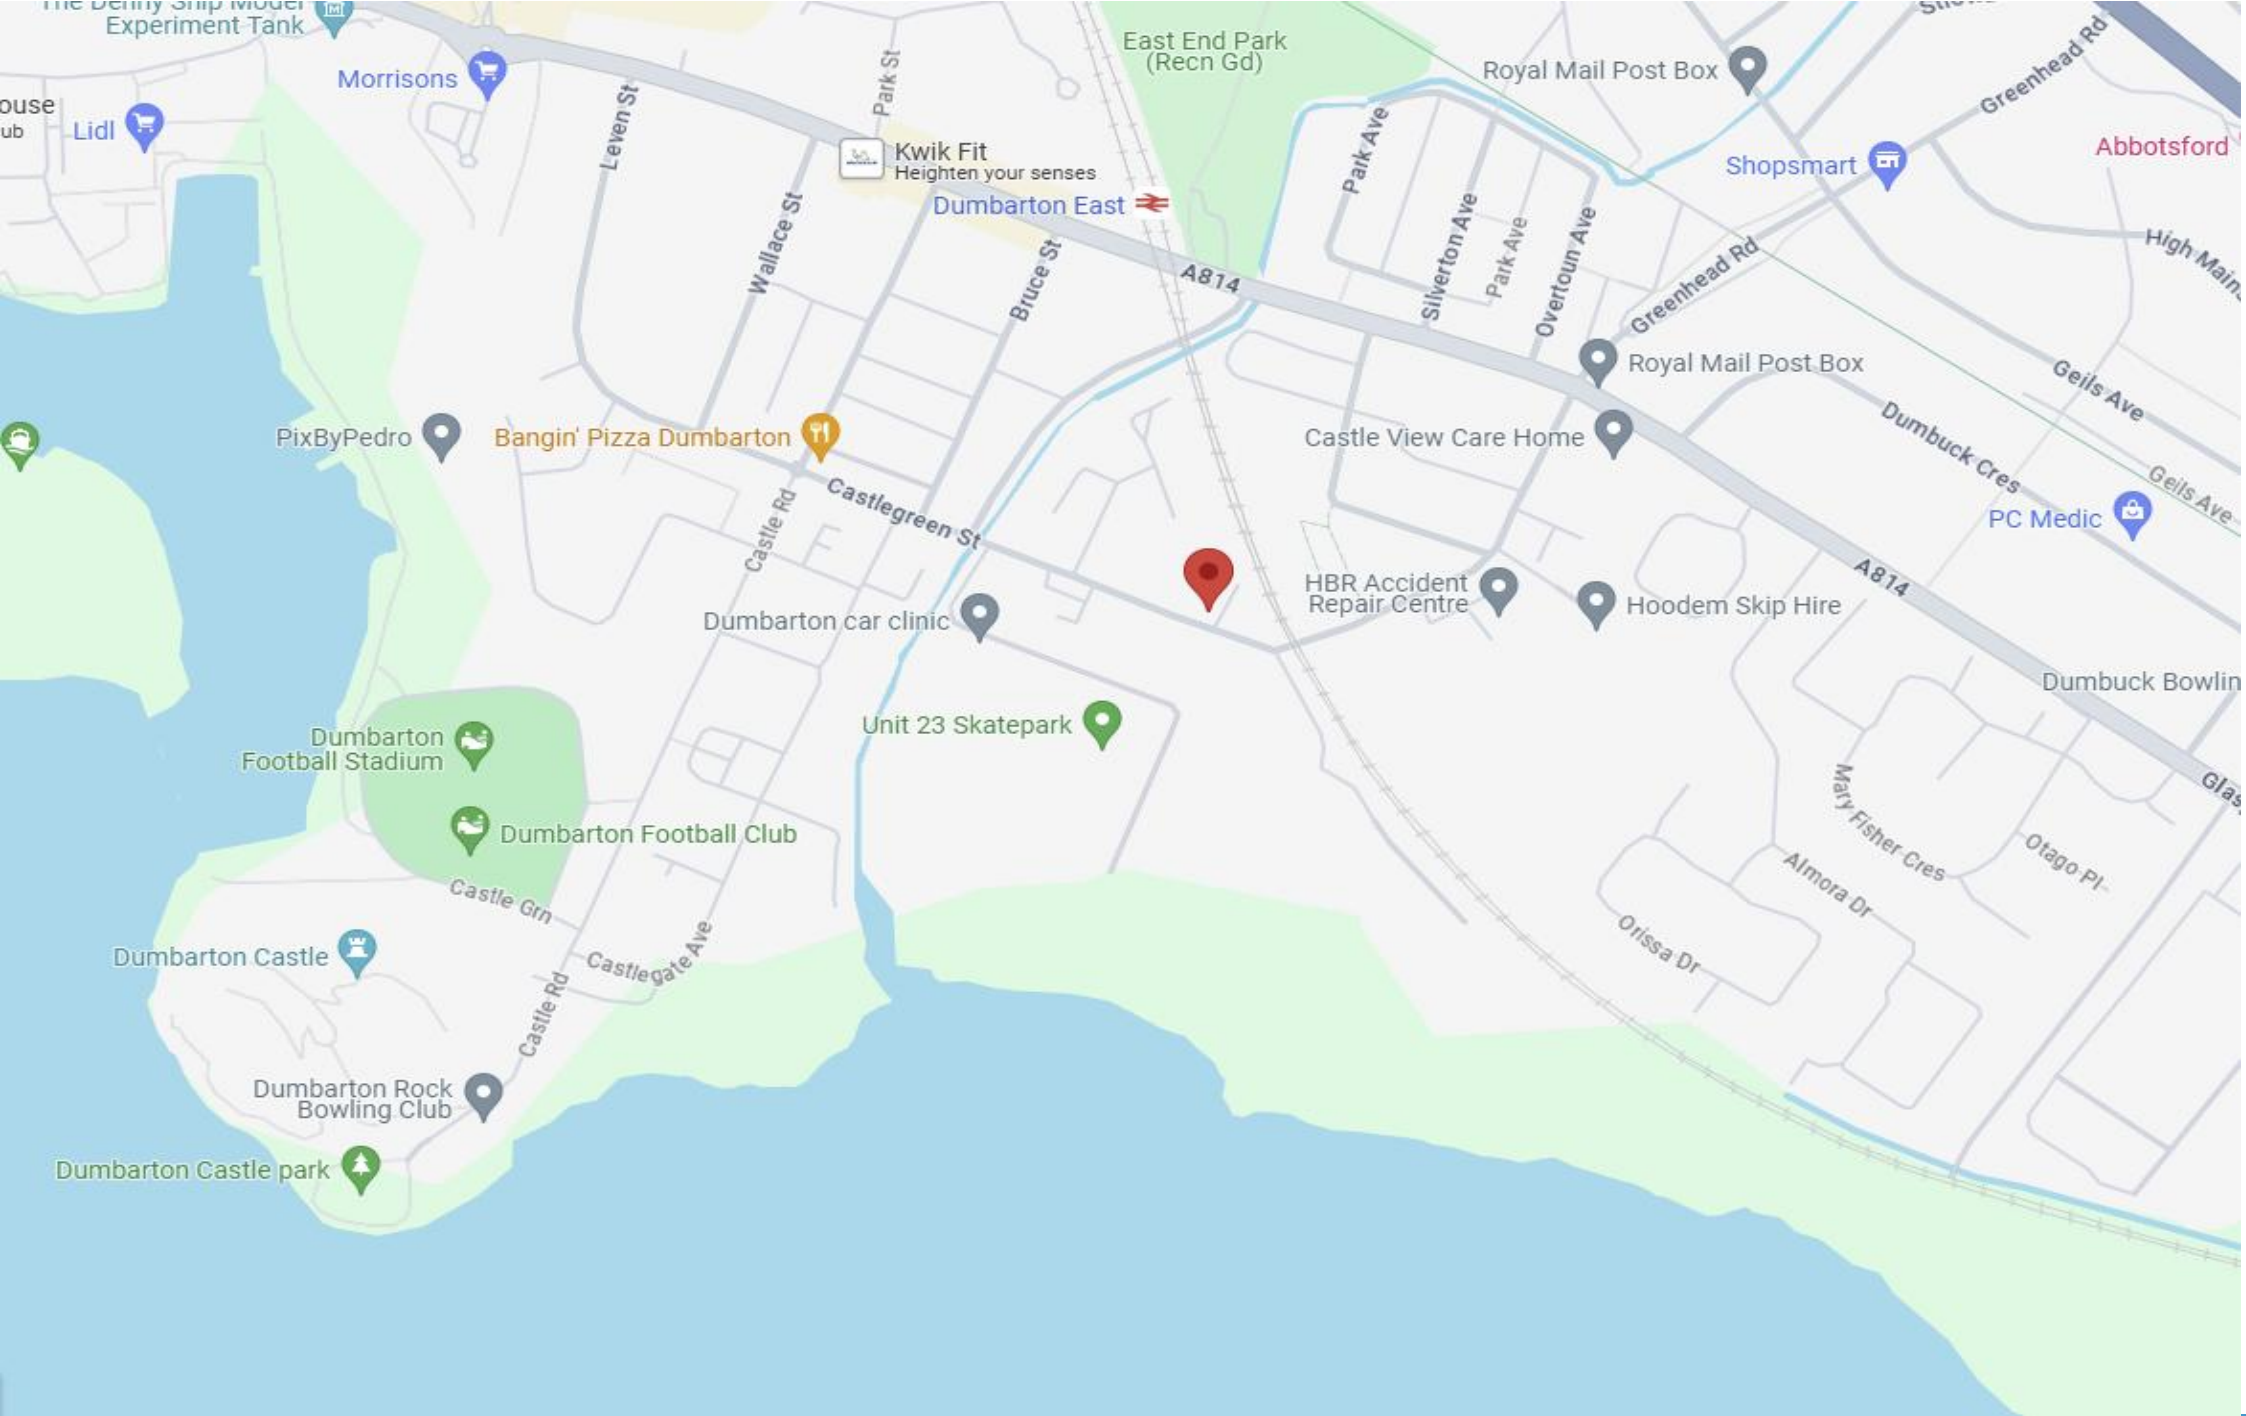 The Denny Ship Model
Experiment Tank
Morrisons
ouse
ub
Lidl
Leven St
Park St
Kwik Fit
Heighten your senses
Dumbarton East
East End Park
(Recn Gd)
Royal Mail Post Box
Greenhead Rd
Abbotsford
Shopsmart
Park Ave
Silverton Ave
Park Ave
Overtoun Ave
Greenhead Rd
High Mains
Wallace St
Bruce St
A814
Royal Mail Post Box
Geils Ave
Dumbuck Cres
Geils Ave
PC Medic
Castle View Care Home
PixByPedro
Bangin' Pizza Dumbarton
Castlegreen St
Castle Rd
Dumbarton car clinic
HBR Accident
Repair Centre
Hoodem Skip Hire
A814
Dumbuck Bowlin
Glas
Unit 23 Skatepark
Dumbarton
Football Stadium
Dumbarton Football Club
Mary Fisher Cres
Otago Pl
Almora Dr
Orissa Dr
Castle Grn
Castlegate Ave
Dumbarton Castle
Castle Rd
Dumbarton Rock
Bowling Club
Dumbarton Castle park